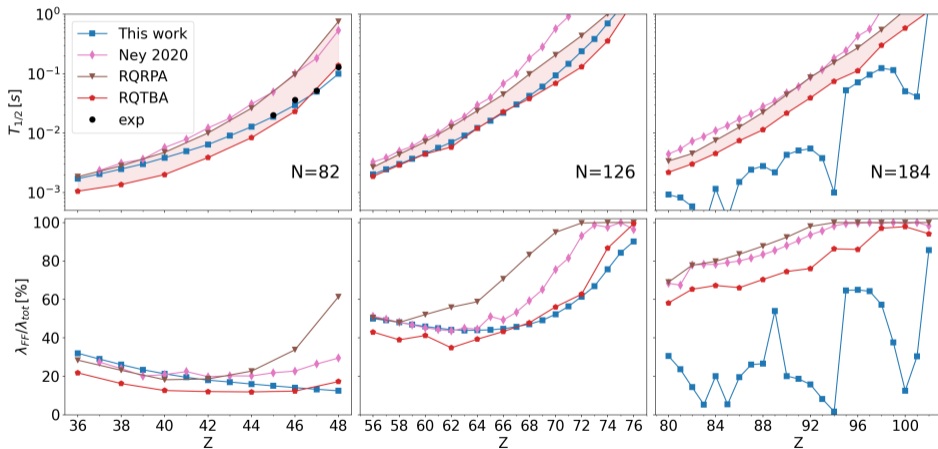 10⁰
10⁻¹
10⁻²
10⁻³
T₁/₂ [s]
This work
Ney 2020
RQRPA
RQTBA
exp
N=82
N=126
N=184
100
80
60
40
20
0
λFF/λtot[%]
36 38 40 42 44 46 48
Z
56 58 60 62 64 66 68 70 72 74 76
Z
80 84 88 92 96 100
Z